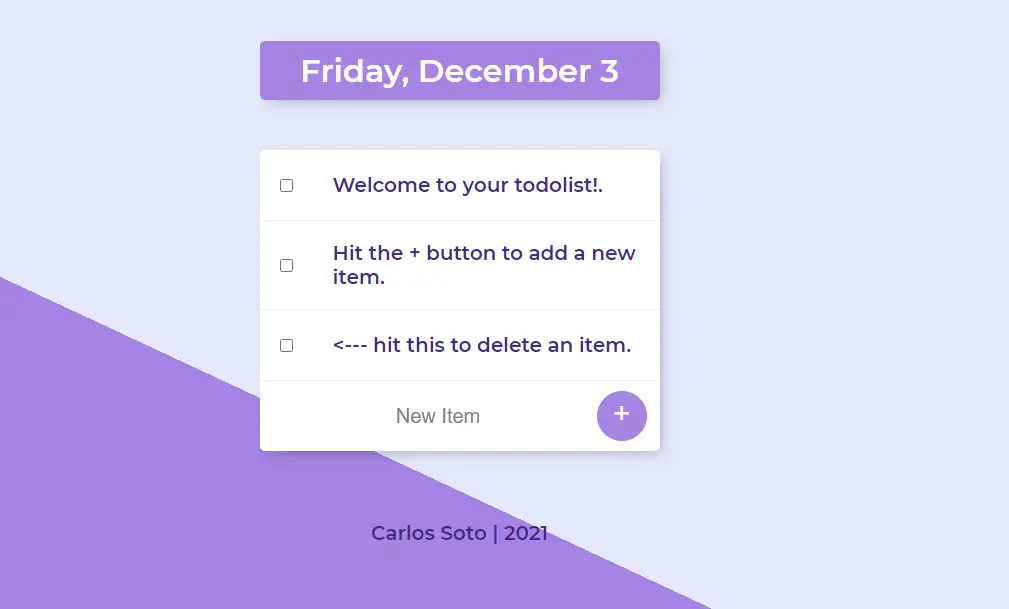 Friday, December 3
Welcome to your todolist!.
Hit the + button to add a new
item.
<--- hit this to delete an item.
New Item
+
Carlos Soto | 2021